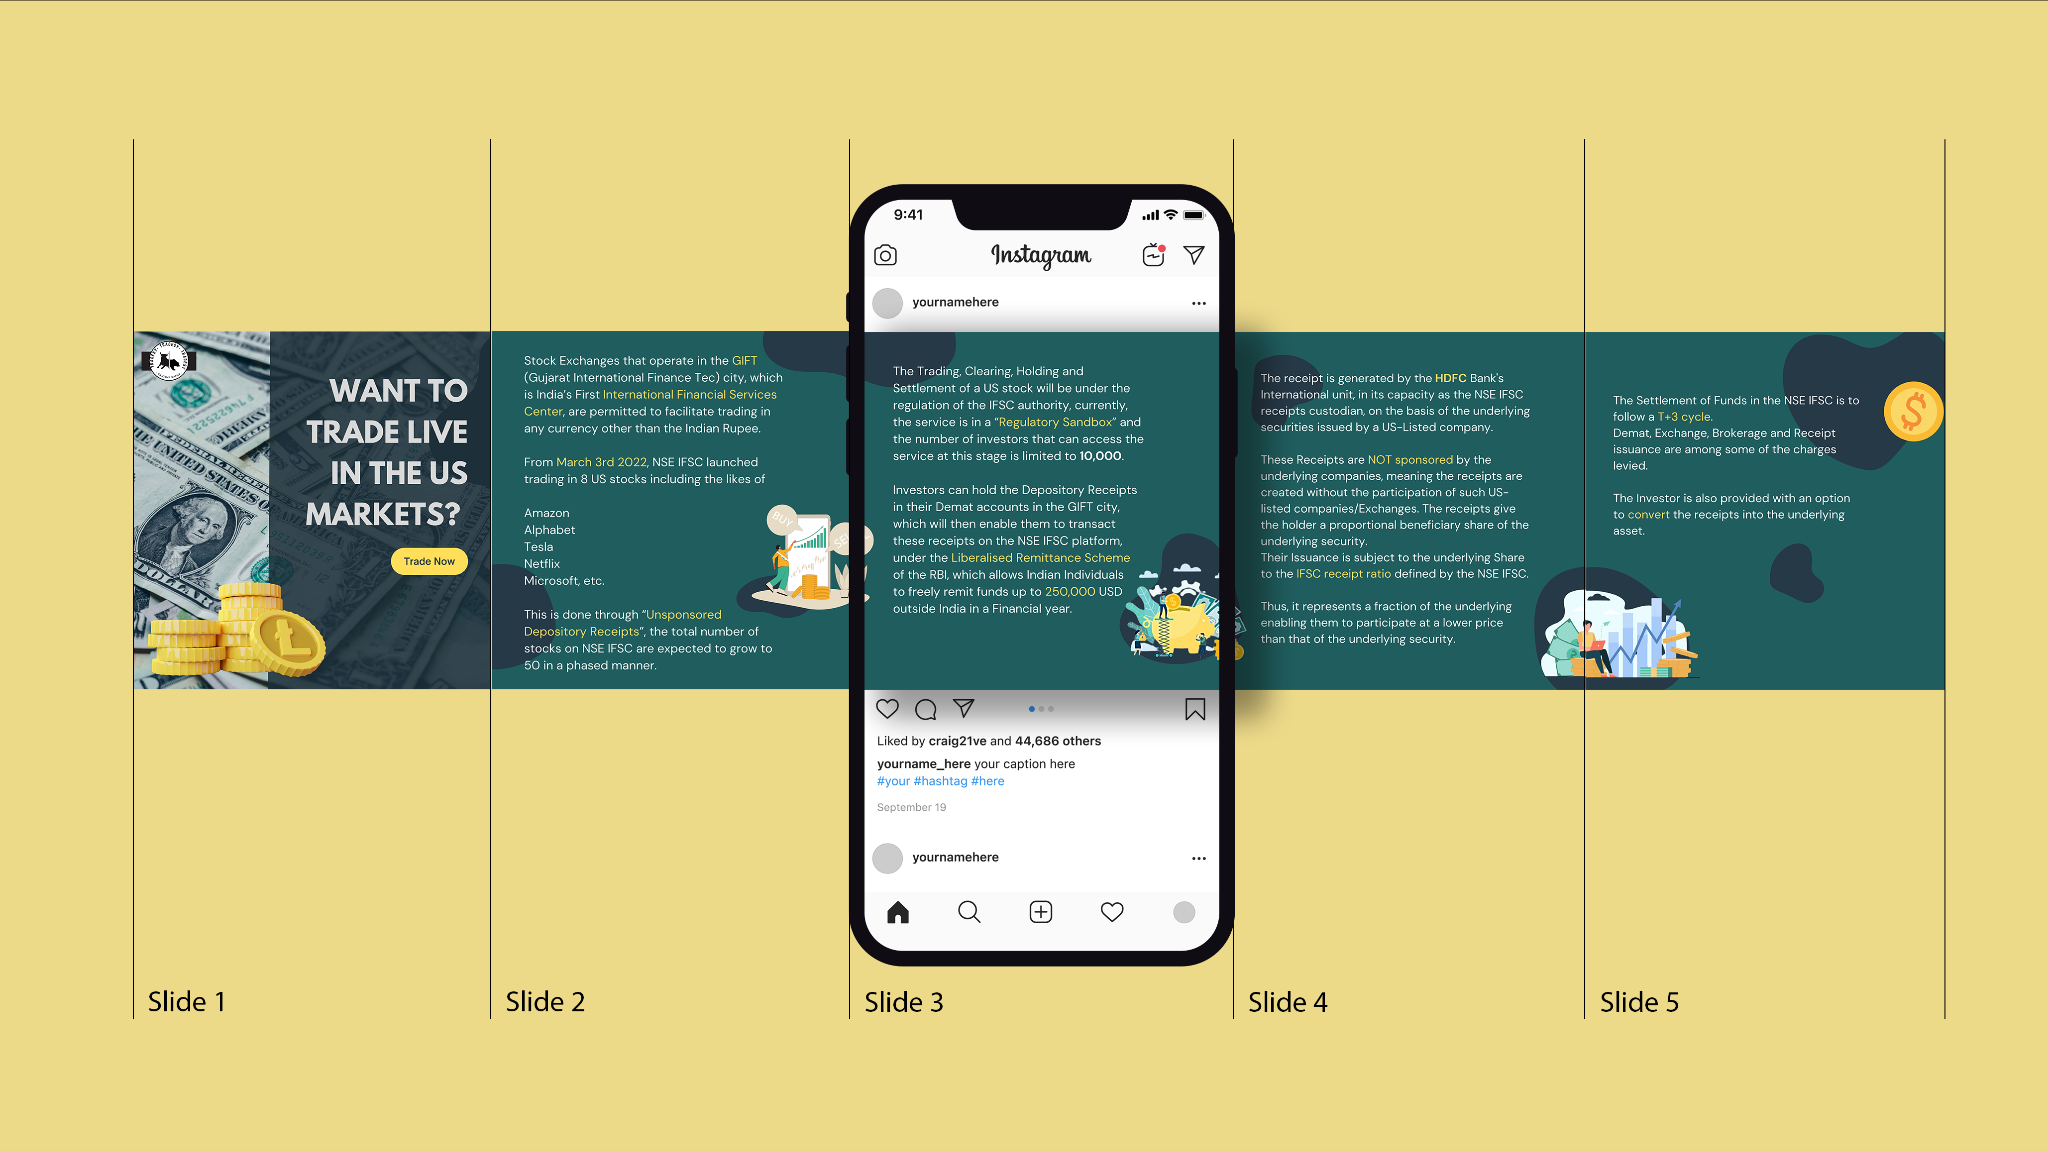 WANT TO
TRADE LIVE
IN THE US
MARKETS?
Trade Now
Stock Exchanges that operate in the GIFT
(Gujarat International Finance Tec) city, which
is India's First International Financial Services
Center, are permitted to facilitate trading in
any currency other than the Indian Rupee.
From March 3rd 2022, NSE IFSC launched
trading in 8 US stocks including the likes of
Amazon
Alphabet
Tesla
Netflix
Microsoft, etc.
This is done through "Unsponsored
Depository Receipts", the total number of
stocks on NSE IFSC are expected to grow to
50 in a phased manner.
BUY
SELL
9:41
Instagram
yournamehere
The Trading, Clearing, Holding and
Settlement of a US stock will be under the
regulation of the IFSC authority, currently,
the service is in a "Regulatory Sandbox" and
the number of investors that can access the
service at this stage is limited to 10,000.
Investors can hold the Depository Receipts
in their Demat accounts in the GIFT city,
which will then enable them to transact
these receipts on the NSE IFSC platform,
under the Liberalised Remittance Scheme
of the RBI, which allows Indian Individuals
to freely remit funds up to 250,000 USD
outside India in a Financial year.
Liked by craig21ve and 44,686 others
yourname_here your caption here
#your #hashtag #here
September 19
yournamehere
The receipt is generated by the HDFC Bank's
International unit, in its capacity as the NSE IFSC
receipts custodian, on the basis of the underlying
securities issued by a US-Listed company.
These Receipts are NOT sponsored by the
underlying companies, meaning the receipts are
created without the participation of such US-
listed companies/Exchanges. The receipts give
the holder a proportional beneficiary share of the
underlying security.
Their Issuance is subject to the underlying Share
to the IFSC receipt ratio defined by the NSE IFSC.
Thus, it represents a fraction of the underlying
enabling them to participate at a lower price
than that of the underlying security.
The Settlement of Funds in the NSE IFSC is to
follow a T+3 cycle.
Demat, Exchange, Brokerage and Receipt
issuance are among some of the charges
levied.
The Investor is also provided with an option
to convert the receipts into the underlying
asset.
Slide 1
Slide 2
Slide 3
Slide 4
Slide 5